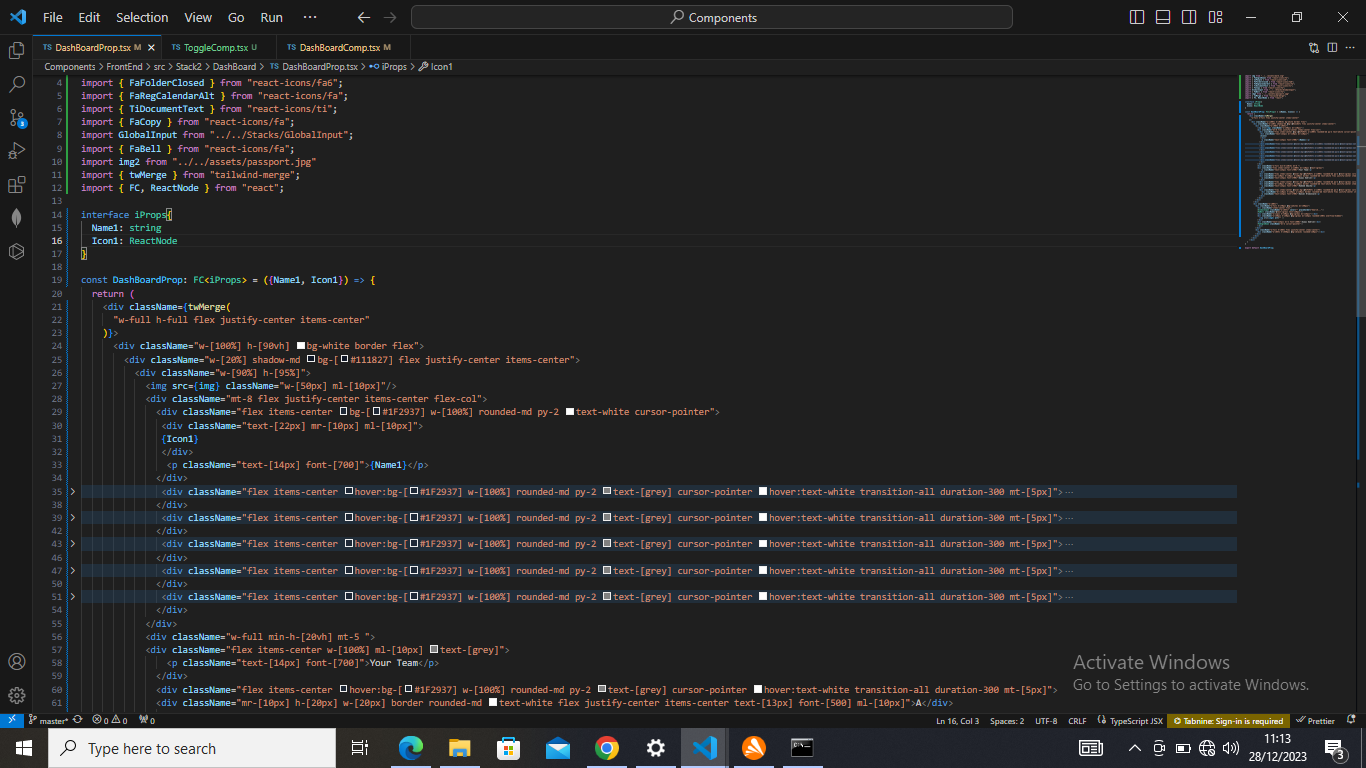 File Edit Selection View Go Run ··· Components
TS DashBoardProp.tsx M TS ToggleComp.tsx U TS DashBoardComp.tsx M
Components > FrontEnd > src > Stack2 > DashBoard > TS DashBoardProp.tsx > iProps > Icon1
4 import { FaFolderClosed } from "react-icons/fa6";
5 import { FaRegCalendarAlt } from "react-icons/fa";
6 import { TiDocumentText } from "react-icons/ti";
7 import { FaCopy } from "react-icons/fa";
8 import GlobalInput from "../../Stacks/GlobalInput";
9 import { FaBell } from "react-icons/fa";
10 import img2 from "../../assets/passport.jpg"
11 import { twMerge } from "tailwind-merge";
12 import { FC, ReactNode } from "react";
13
14 interface iProps{
15 Name1: string
16 Icon1: ReactNode
17 }
18
19 const DashBoardProp: FC<iProps> = ({Name1, Icon1}) => {
20 return (
21 <div className={twMerge(
22 "w-full h-full flex justify-center items-center"
23 )}>
24 <div className="w-[100%] h-[90vh] bg-white border flex">
25 <div className="w-[20%] shadow-md bg-[#111827] flex justify-center items-center">
26 <div className="w-[90%] h-[95%]">
27 <img src={img} className="w-[50px] ml-[10px]"/>
28 <div className="mt-8 flex justify-center items-center flex-col">
29 <div className="flex items-center bg-[#1F2937] w-[100%] rounded-md py-2 text-white cursor-pointer">
30 <div className="text-[22px] mr-[10px] ml-[10px]">
31 {Icon1}
32 </div>
33 <p className="text-[14px] font-[700]">{Name1}</p>
34 </div>
35 <div className="flex items-center hover:bg-[#1F2937] w-[100%] rounded-md py-2 text-[grey] cursor-pointer hover:text-white transition-all duration-300 mt-[5px]">···
38 </div>
39 <div className="flex items-center hover:bg-[#1F2937] w-[100%] rounded-md py-2 text-[grey] cursor-pointer hover:text-white transition-all duration-300 mt-[5px]">···
42 </div>
43 <div className="flex items-center hover:bg-[#1F2937] w-[100%] rounded-md py-2 text-[grey] cursor-pointer hover:text-white transition-all duration-300 mt-[5px]">···
46 </div>
47 <div className="flex items-center hover:bg-[#1F2937] w-[100%] rounded-md py-2 text-[grey] cursor-pointer hover:text-white transition-all duration-300 mt-[5px]">···
50 </div>
51 <div className="flex items-center hover:bg-[#1F2937] w-[100%] rounded-md py-2 text-[grey] cursor-pointer hover:text-white transition-all duration-300 mt-[5px]">···
54 </div>
55 </div>
56 <div className="w-full min-h-[20vh] mt-5 ">
57 <div className="flex items-center w-[100%] ml-[10px] text-[grey]">
58 <p className="text-[14px] font-[700]">Your Team</p>
59 </div>
60 <div className="flex items-center hover:bg-[#1F2937] w-[100%] rounded-md py-2 text-[grey] cursor-pointer hover:text-white transition-all duration-300 mt-[5px]">
61 <div className="mr-[10px] h-[20px] w-[20px] border rounded-md text-white flex justify-center items-center text-[13px] font-[500] ml-[10px]">A</div>
Activate Windows
Go to Settings to activate Windows.
master* 0 0 0 Ln 16, Col 3 Spaces: 2 UTF-8 CRLF TypeScript JSX Tabnine: Sign-in is required Prettier
Type here to search
11:13
28/12/2023
3